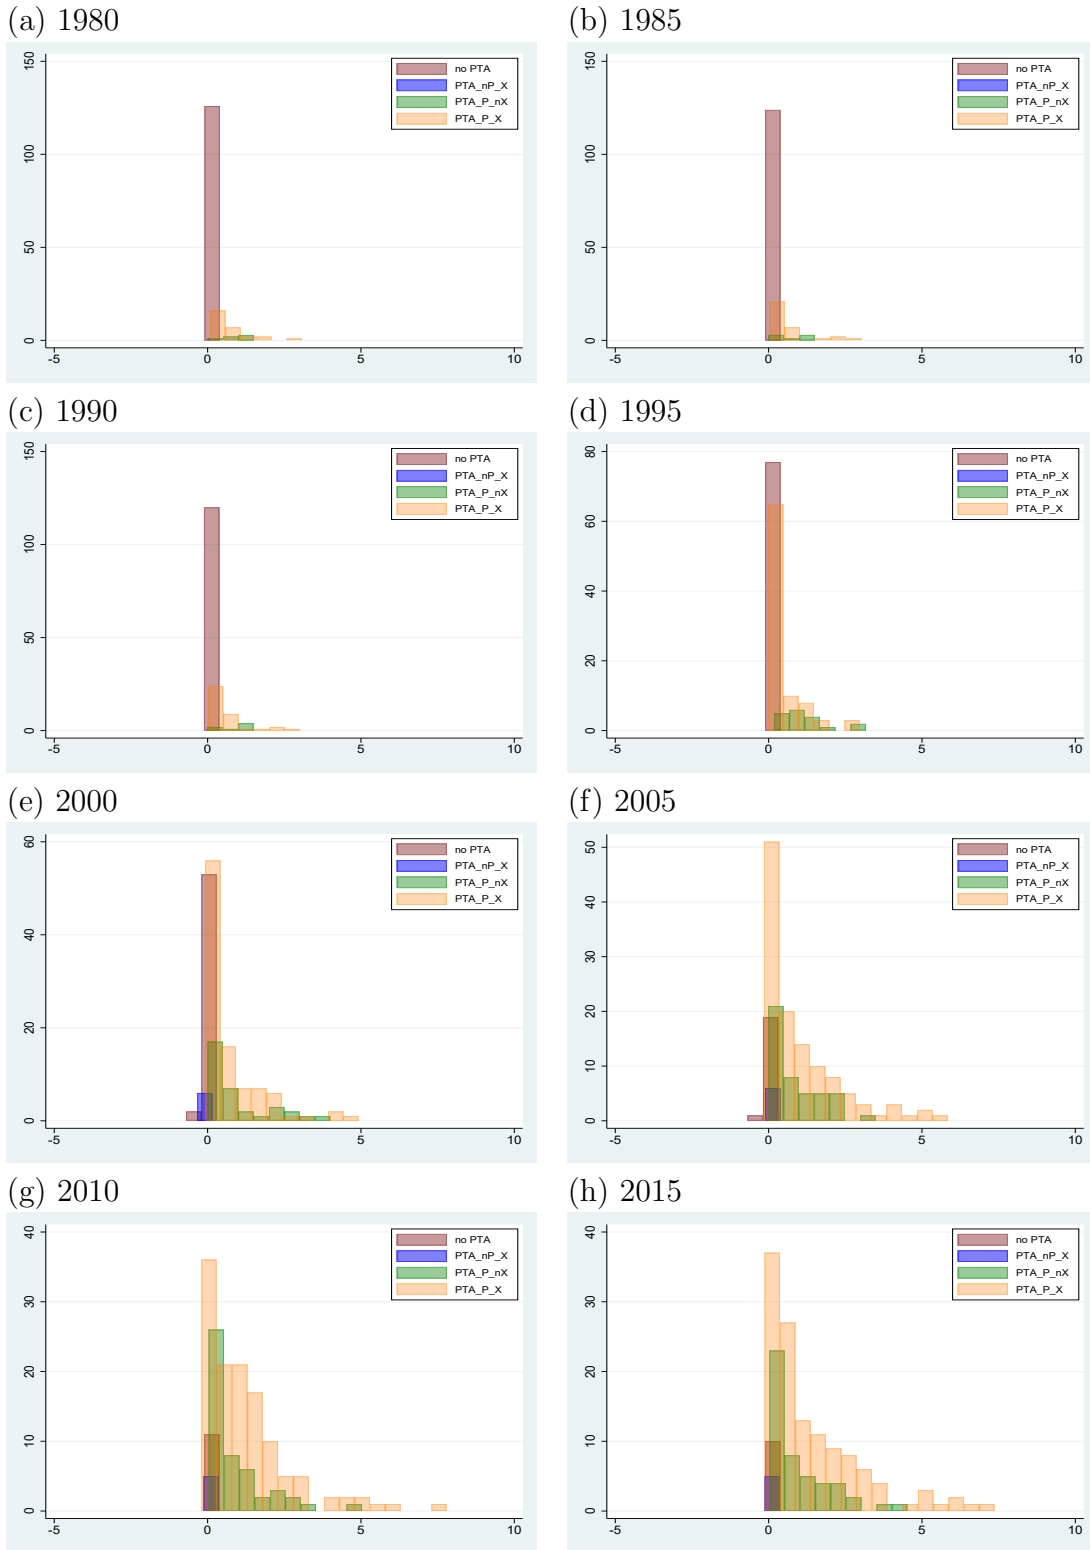 (a) 1980
150
100
50
0
-5 0 5 10
no PTA
PTA_nP_X
PTA_P_nX
PTA_P_X
(b) 1985
150
100
50
0
-5 0 5 10
no PTA
PTA_nP_X
PTA_P_nX
PTA_P_X
(c) 1990
150
100
50
0
-5 0 5 10
no PTA
PTA_nP_X
PTA_P_nX
PTA_P_X
(d) 1995
80
60
40
20
0
-5 0 5 10
no PTA
PTA_nP_X
PTA_P_nX
PTA_P_X
(e) 2000
60
40
20
0
-5 0 5 10
no PTA
PTA_nP_X
PTA_P_nX
PTA_P_X
(f) 2005
50
40
30
20
10
0
-5 0 5 10
no PTA
PTA_nP_X
PTA_P_nX
PTA_P_X
(g) 2010
40
30
20
10
0
-5 0 5 10
no PTA
PTA_nP_X
PTA_P_nX
PTA_P_X
(h) 2015
40
30
20
10
0
-5 0 5 10
no PTA
PTA_nP_X
PTA_P_nX
PTA_P_X